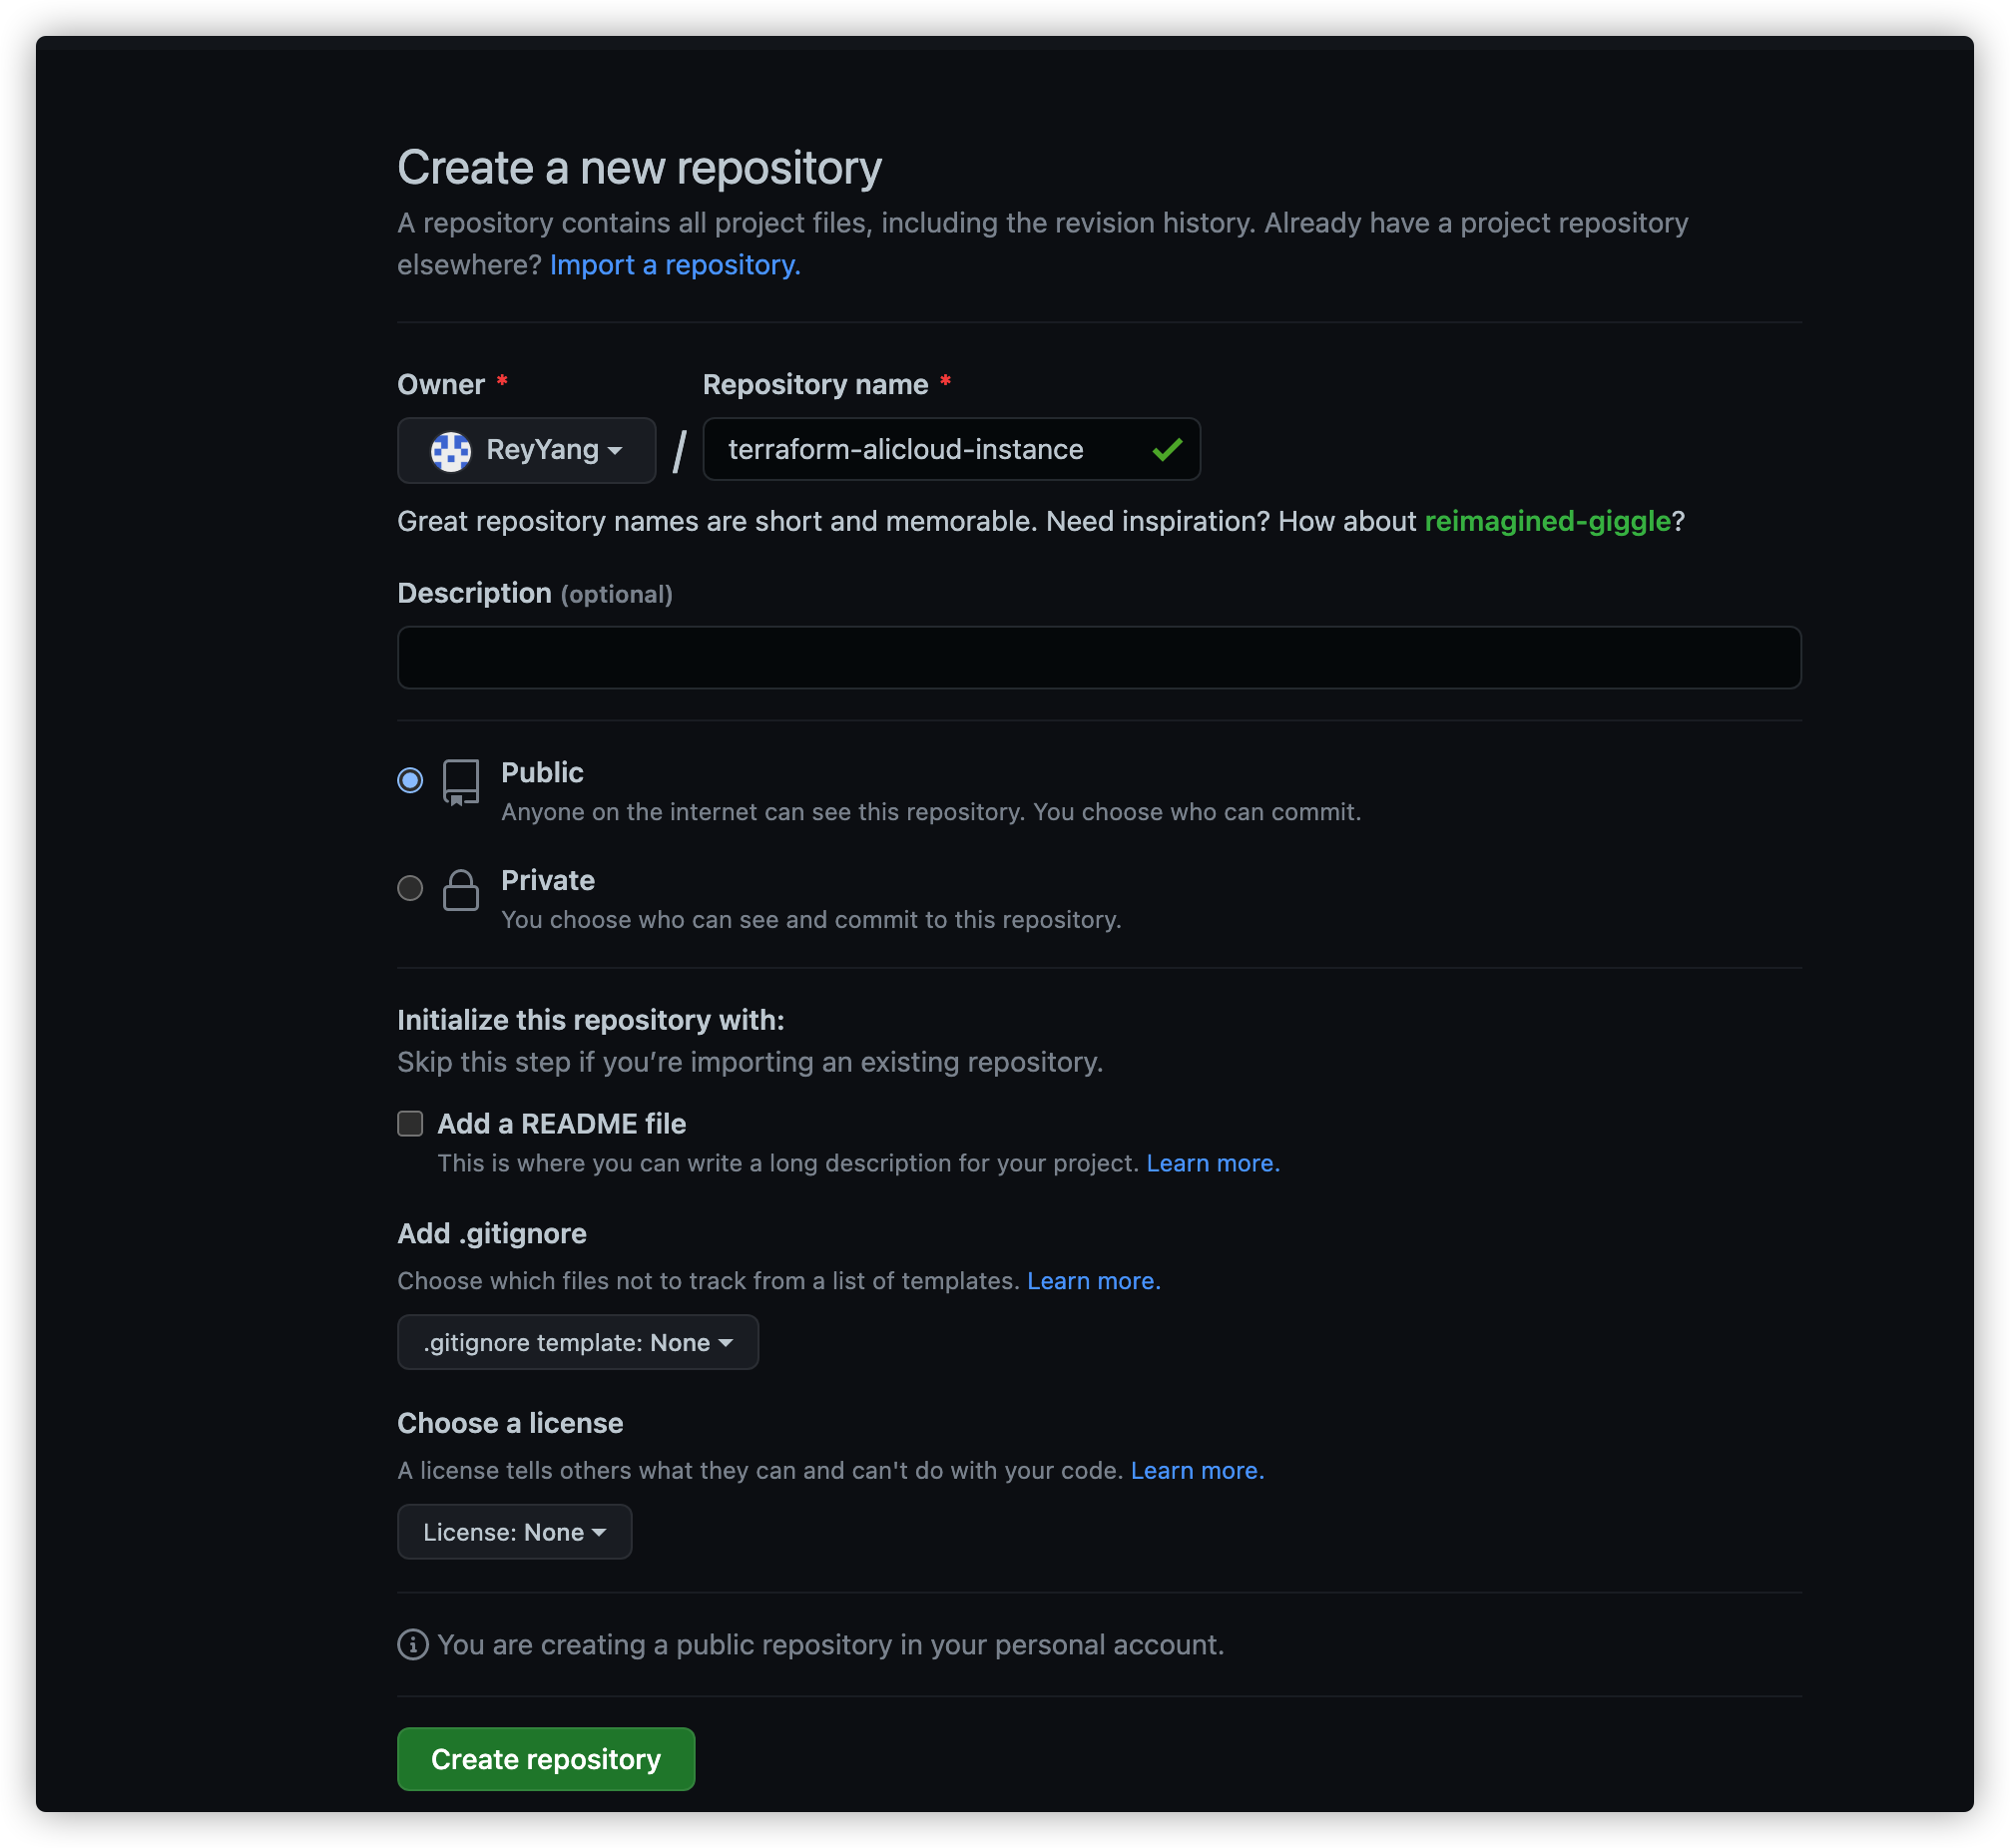 Create a new repository
A repository contains all project files, including the revision history. Already have a project repository
elsewhere? Import a repository.
Owner *
Repository name *
ReyYang
/
terraform-alicloud-instance
Great repository names are short and memorable. Need inspiration? How about reimagined-giggle?
Description (optional)
Public
Anyone on the internet can see this repository. You choose who can commit.
Private
You choose who can see and commit to this repository.
Initialize this repository with:
Skip this step if you’re importing an existing repository.
Add a README file
This is where you can write a long description for your project. Learn more.
Add .gitignore
Choose which files not to track from a list of templates. Learn more.
.gitignore template: None
Choose a license
A license tells others what they can and can't do with your code. Learn more.
License: None
You are creating a public repository in your personal account.
Create repository